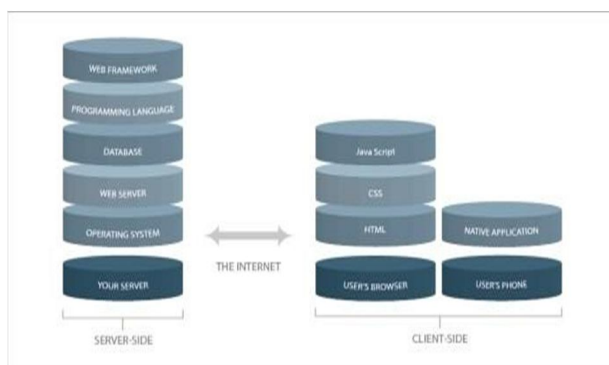 WEB FRAMEWORK
PROGRAMMING LANGUAGE
DATABASE
WEB SERVER
OPERATING SYSTEM
YOUR SERVER
SERVER-SIDE
THE INTERNET
Java Script
CSS
HTML
USER'S BROWSER
NATIVE APPLICATION
USER'S PHONE
CLIENT-SIDE